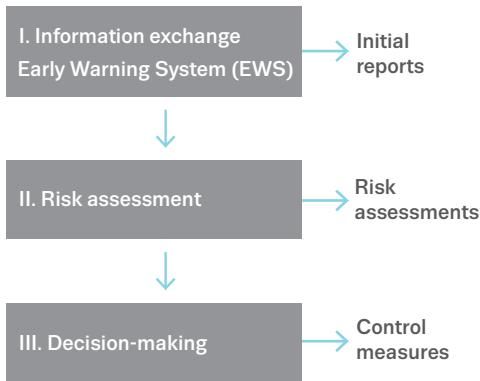 I. Information exchange
Early Warning System (EWS)
Initial
reports
II. Risk assessment
Risk
assessments
III. Decision-making
Control
measures